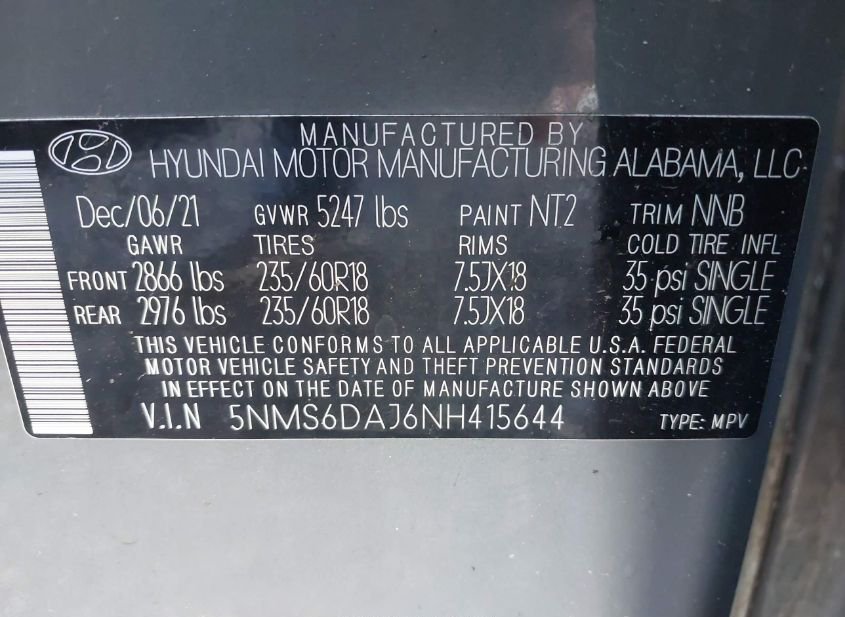 MANUFACTURED BY
HYUNDAI MOTOR MANUFACTURING ALABAMA, LLC
Dec/06/21 GVWR 5247 lbs PAINT NT2 TRIM NNB
GAWR TIRES RIMS COLD TIRE INFL
FRONT 2866 lbs 235/60R18 7.5JX18 35 psi SINGLE
REAR 2976 lbs 235/60R18 7.5JX18 35 psi SINGLE
THIS VEHICLE CONFORMS TO ALL APPLICABLE U.S.A. FEDERAL
MOTOR VEHICLE SAFETY AND THEFT PREVENTION STANDARDS
IN EFFECT ON THE DATE OF MANUFACTURE SHOWN ABOVE.
V.I.N 5NMS6DAJ6NH415644 TYPE: MPV